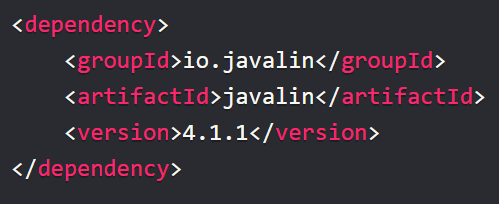 <dependency>
    <groupId>io.javalin</groupId>
    <artifactId>javalin</artifactId>
    <version>4.1.1</version>
</dependency>